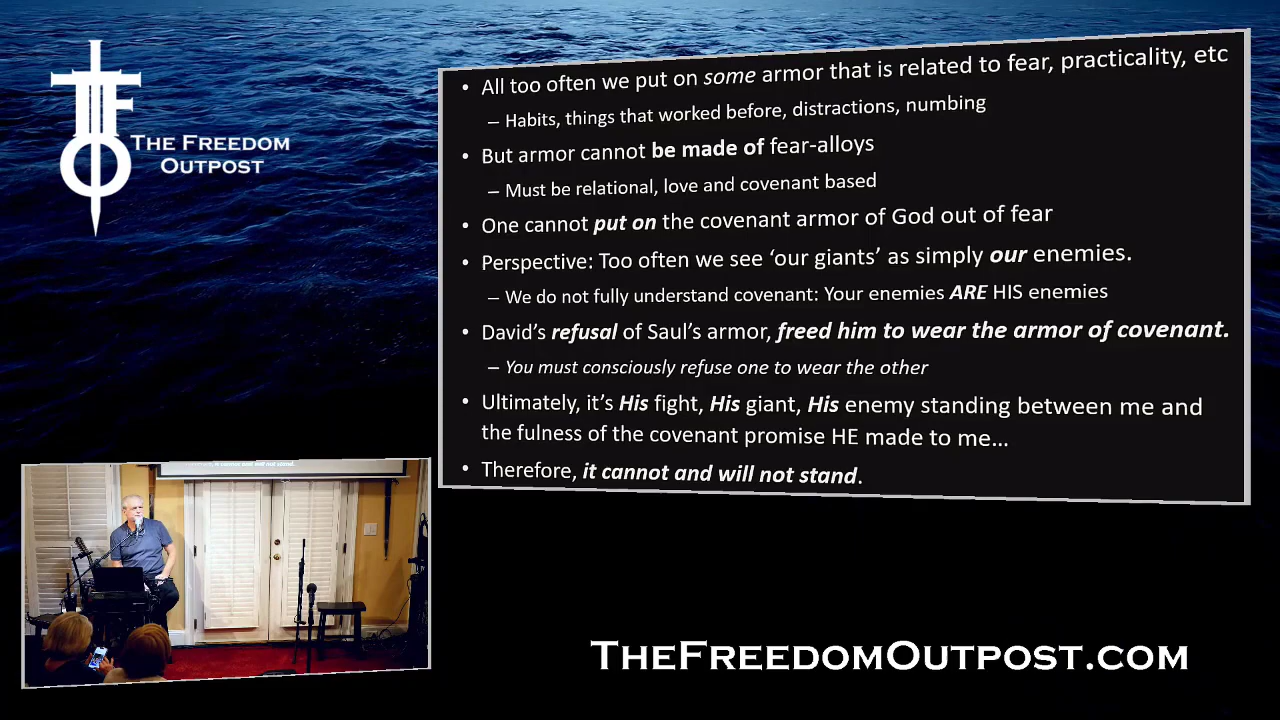 THE FREEDOM
OUTPOST
• All too often we put on some armor that is related to fear, practicality, etc
– Habits, things that worked before, distractions, numbing
• But armor cannot be made of fear-alloys
– Must be relational, love and covenant based
• One cannot put on the covenant armor of God out of fear
• Perspective: Too often we see ‘our giants’ as simply our enemies.
– We do not fully understand covenant: Your enemies ARE HIS enemies
• David’s refusal of Saul’s armor, freed him to wear the armor of covenant.
– You must consciously refuse one to wear the other
• Ultimately, it’s His fight, His giant, His enemy standing between me and
the fulness of the covenant promise HE made to me…
• Therefore, it cannot and will not stand.
THEFREEDOMOUTPOST.COM